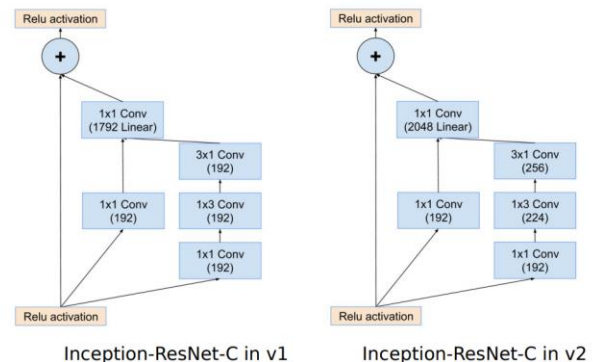 Relu activation
+
1x1 Conv
(1792 Linear)
3x1 Conv
(192)
1x1 Conv
(192)
1x3 Conv
(192)
1x1 Conv
(192)
Relu activation
Inception-ResNet-C in v1
Relu activation
+
1x1 Conv
(2048 Linear)
3x1 Conv
(256)
1x1 Conv
(192)
1x3 Conv
(224)
1x1 Conv
(192)
Relu activation
Inception-ResNet-C in v2